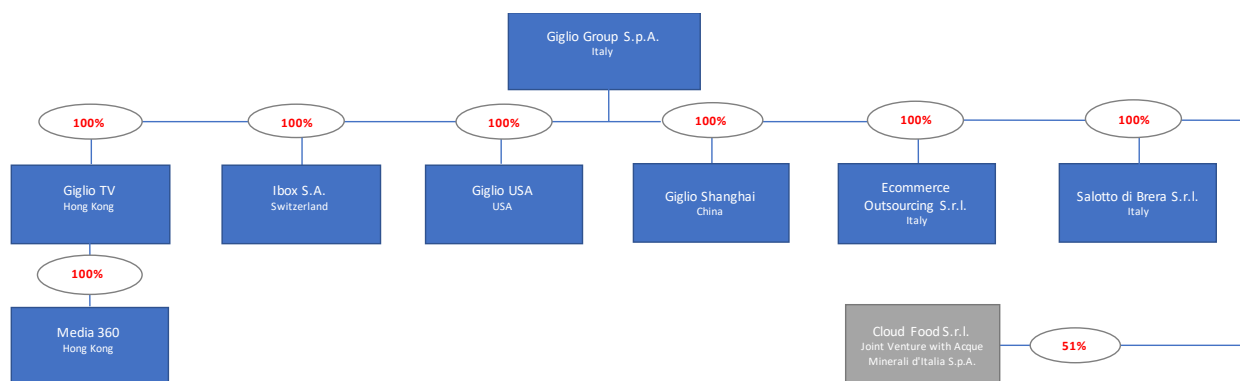 Giglio Group S.p.A.
Italy
100%
100%
100%
100%
100%
100%
Giglio TV
Hong Kong
Ibox S.A.
Switzerland
Giglio USA
USA
Giglio Shanghai
China
Ecommerce
Outsourcing S.r.l.
Italy
Salotto di Brera S.r.l.
Italy
100%
Media 360
Hong Kong
Cloud Food S.r.l.
Joint Venture with Acque
Minerali d'Italia S.p.A.
51%